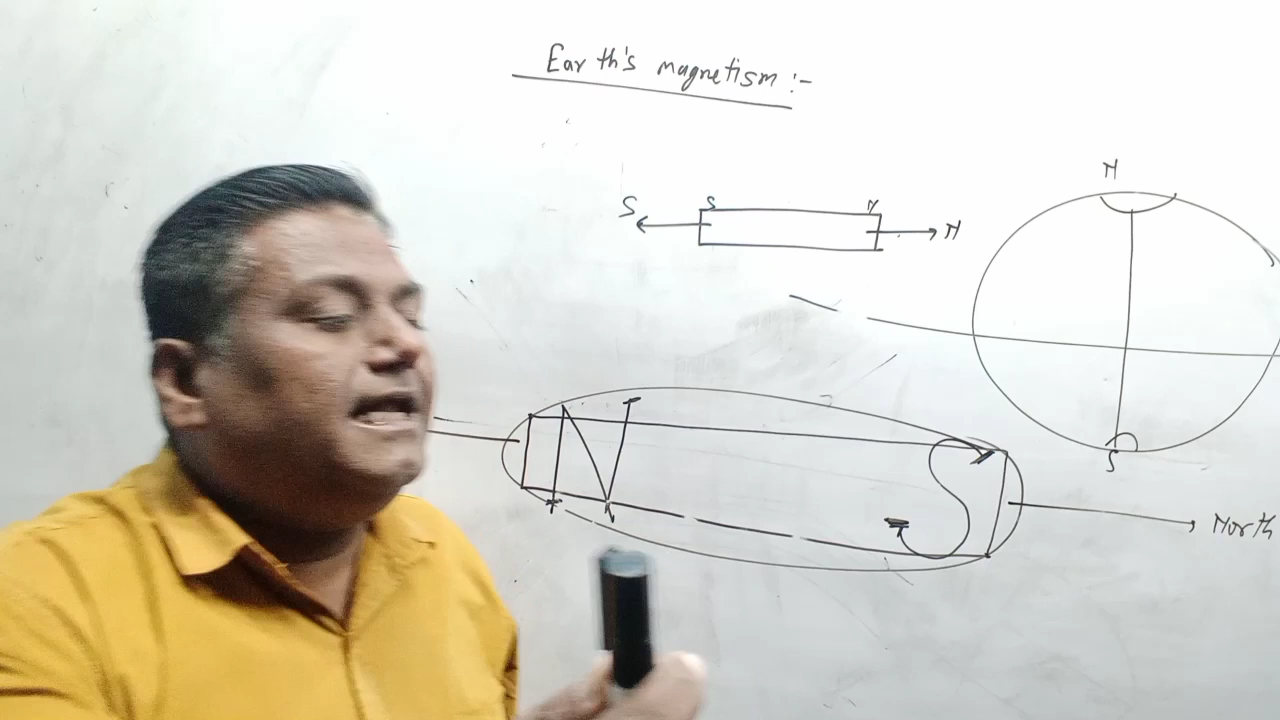 Earth's magnetism :-
N
S S N N
N S
S
North